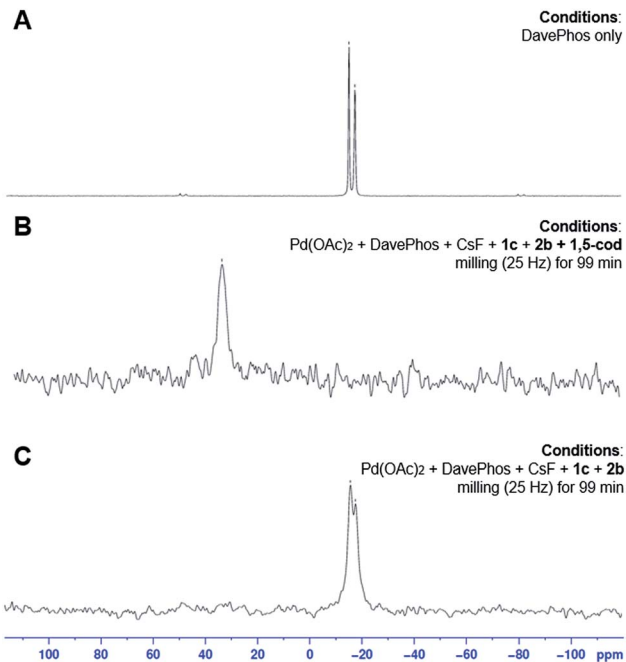 A
Conditions:
DavePhos only
B
Conditions:
Pd(OAc)2 + DavePhos + CsF + 1c + 2b + 1,5-cod
milling (25 Hz) for 99 min
C
Conditions:
Pd(OAc)2 + DavePhos + CsF + 1c + 2b
milling (25 Hz) for 99 min
100 80 60 40 20 0 -20 -40 -60 -80 -100 ppm